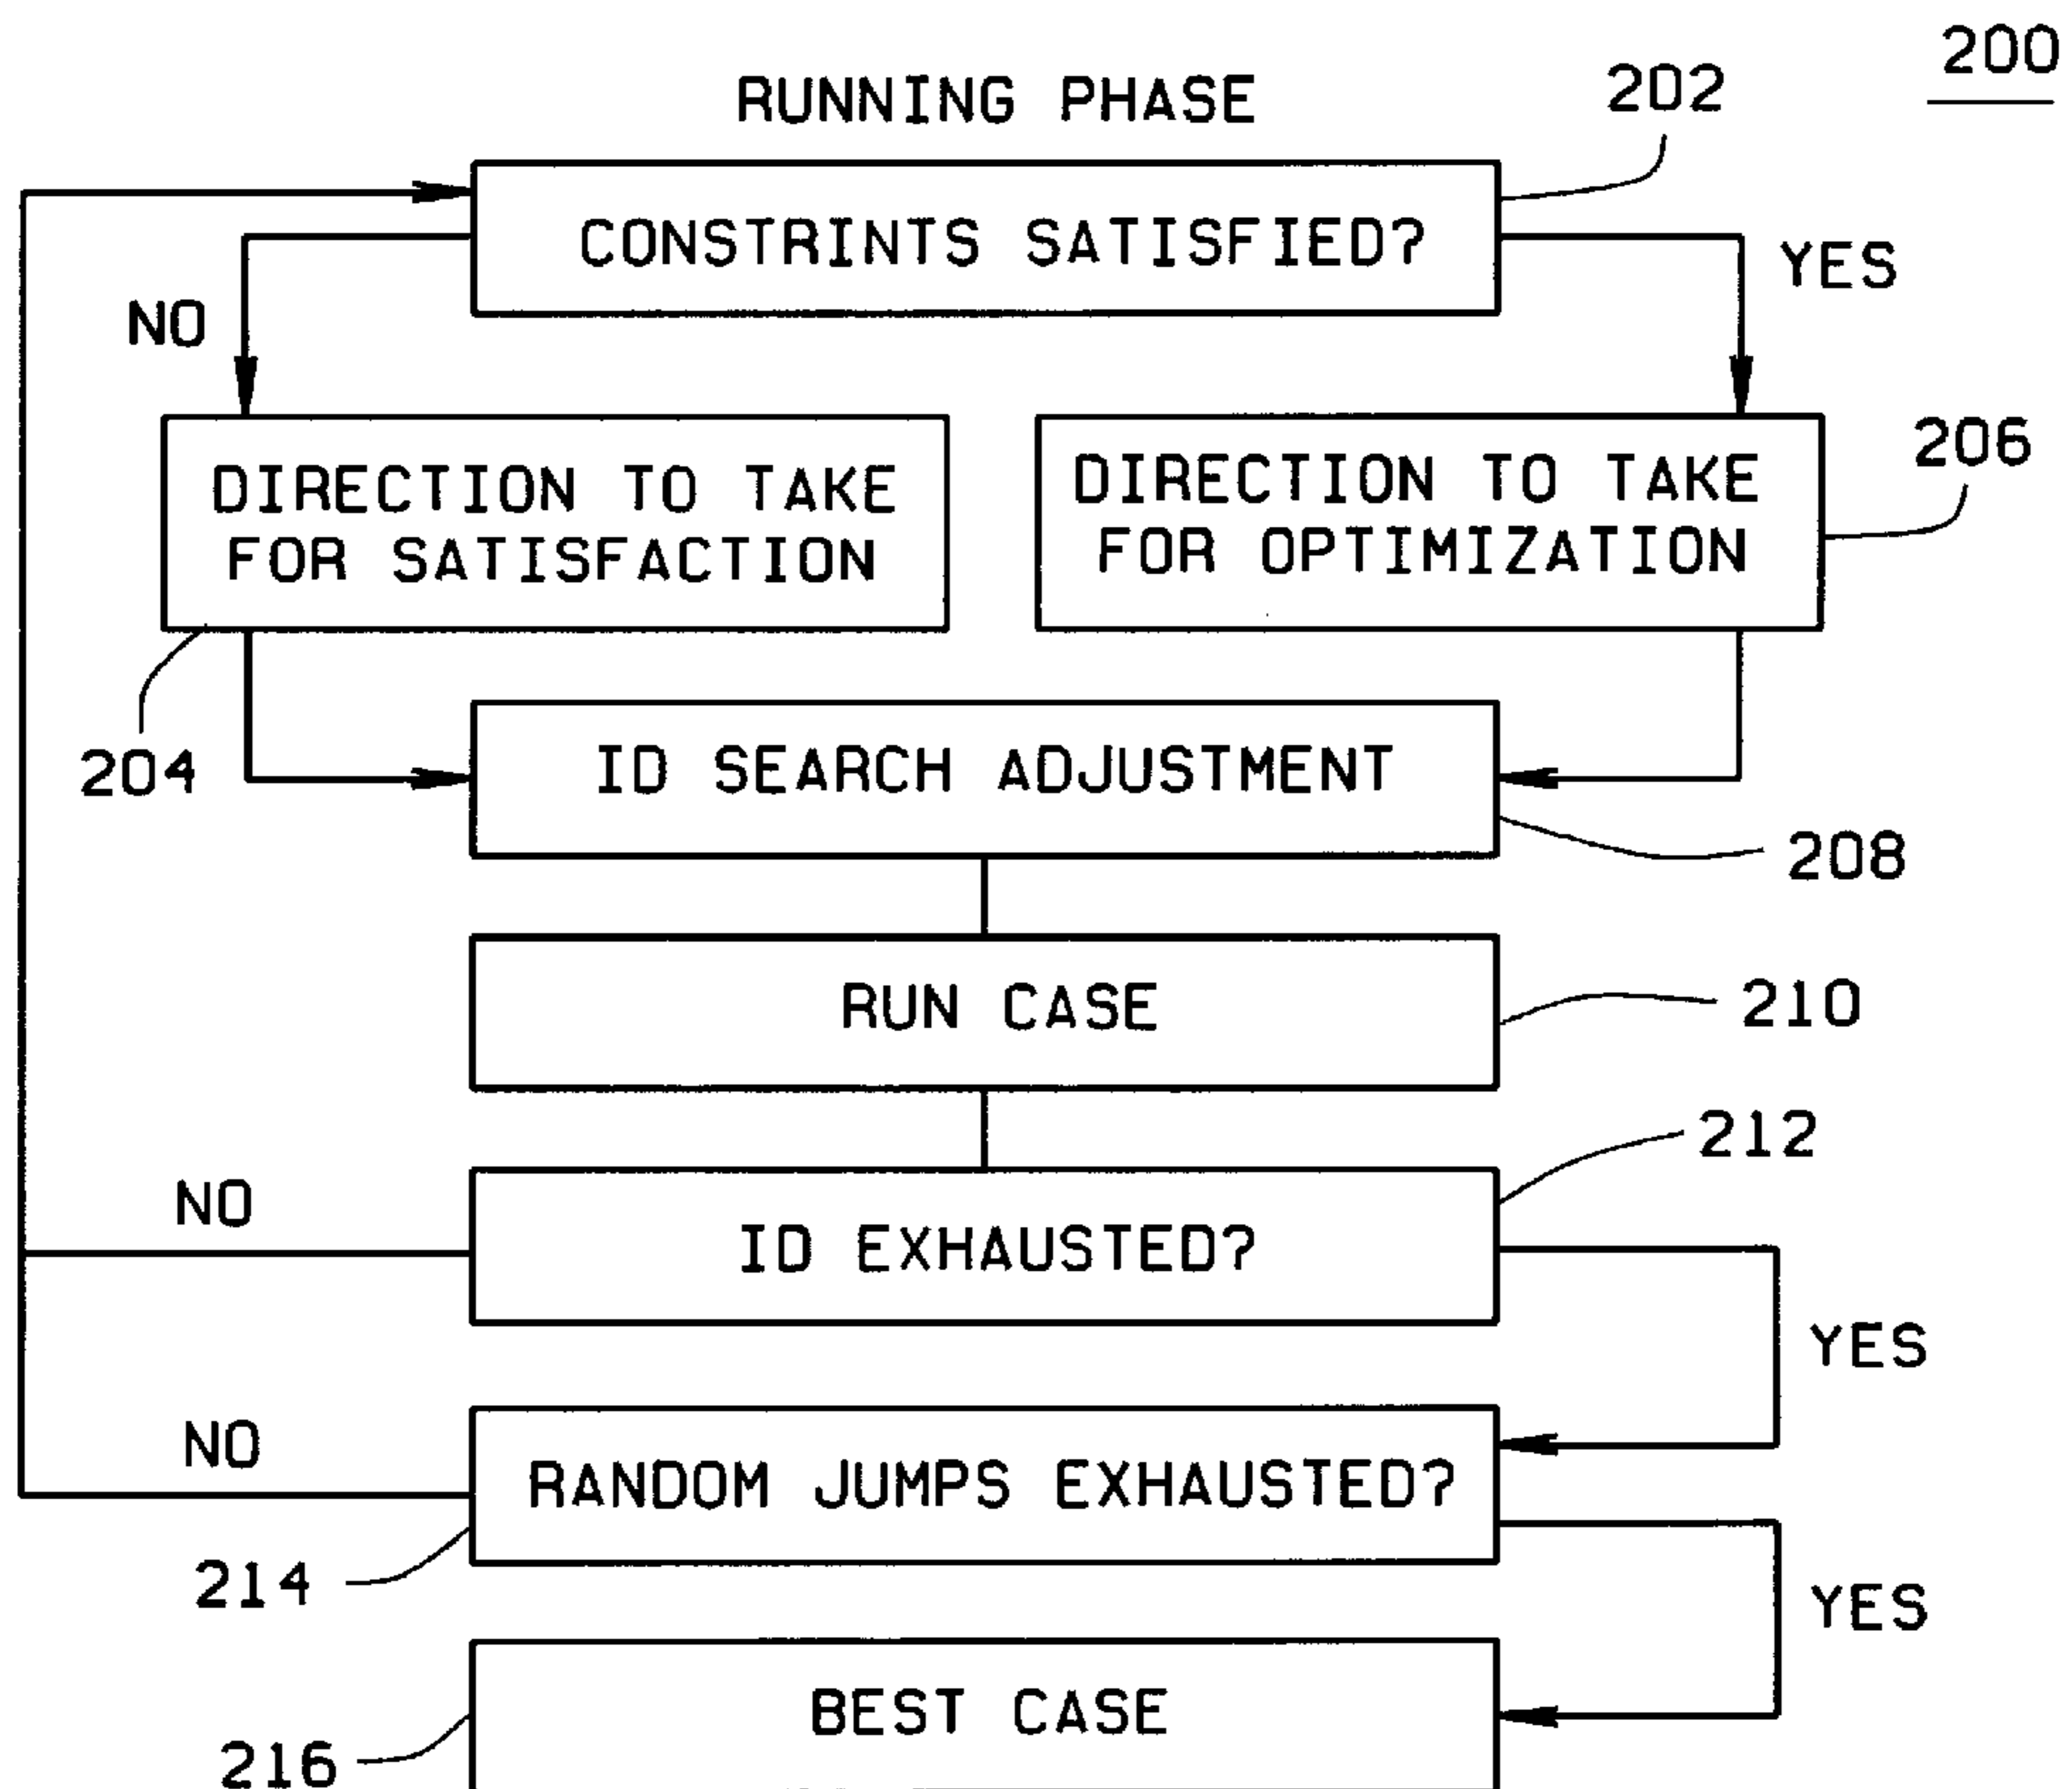 200
RUNNING PHASE
202
CONSTRINTS SATISFIED?
YES
NO
DIRECTION TO TAKE
FOR SATISFACTION
DIRECTION TO TAKE
FOR OPTIMIZATION
206
204
ID SEARCH ADJUSTMENT
208
RUN CASE
210
212
NO
ID EXHAUSTED?
YES
NO
RANDOM JUMPS EXHAUSTED?
214
YES
BEST CASE
216